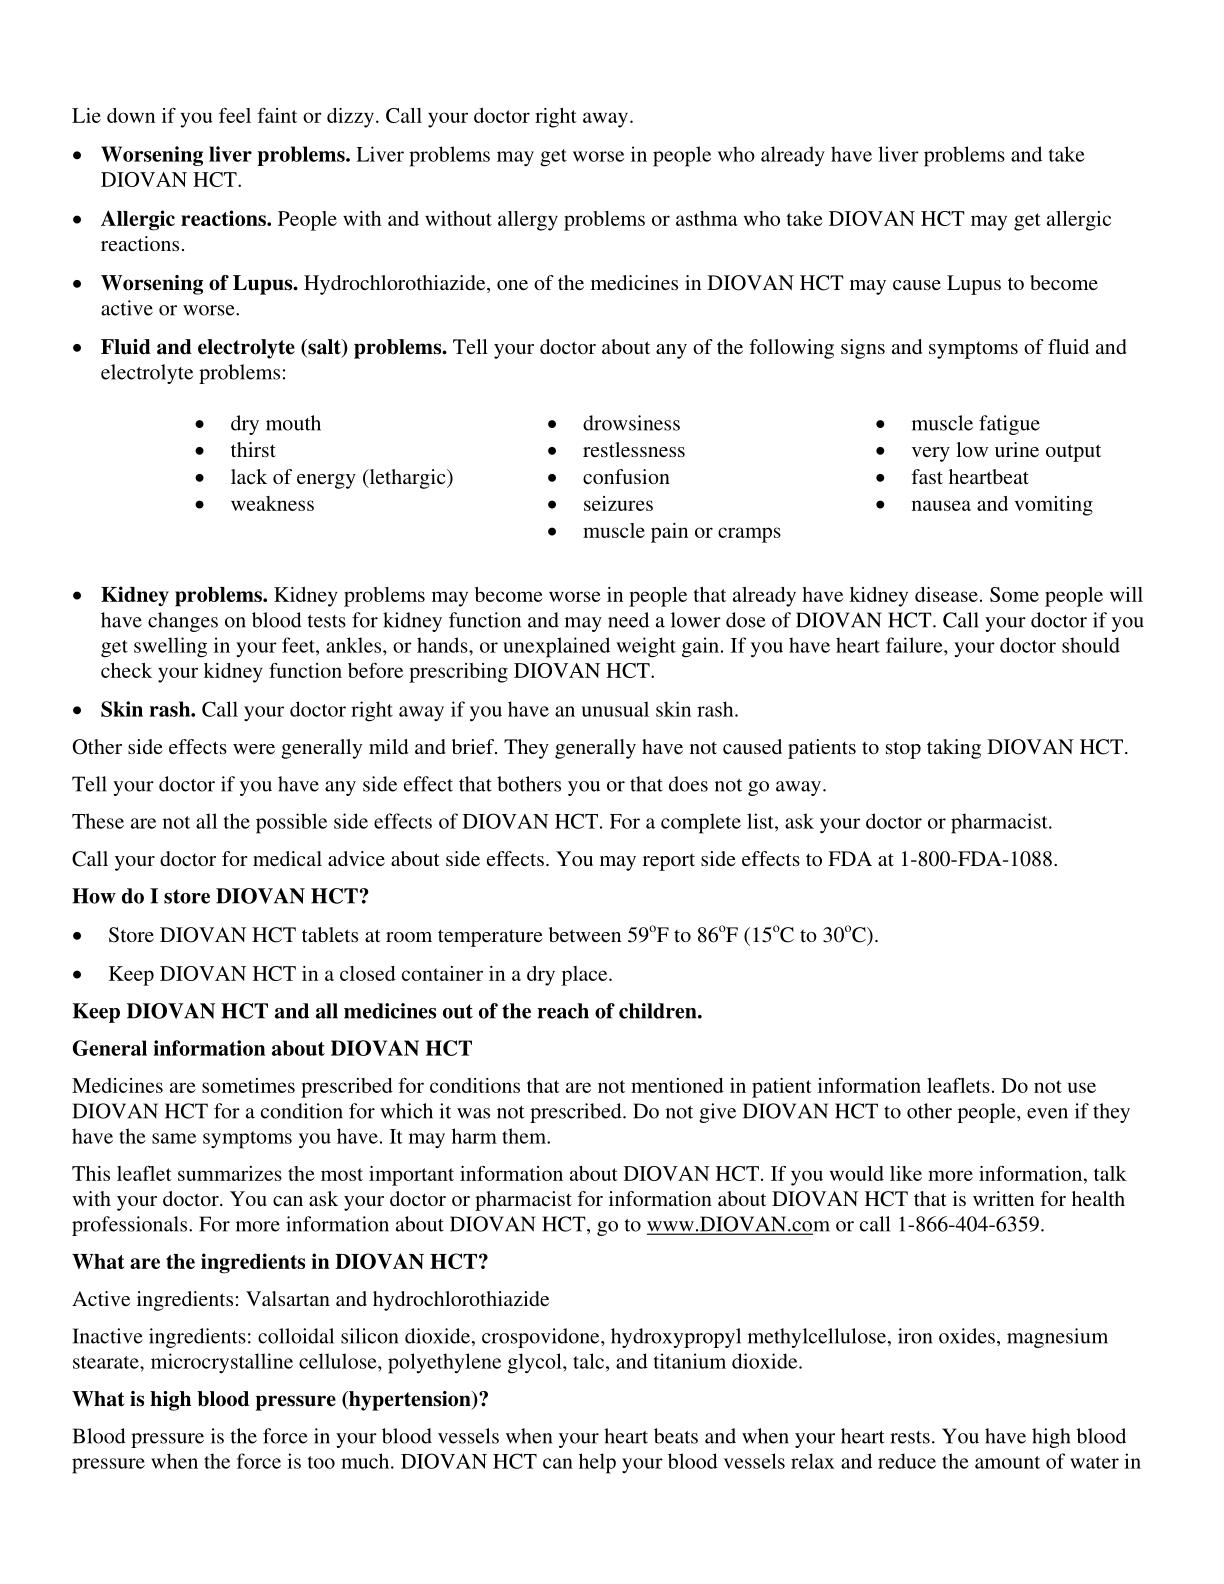 Lie down if you feel faint or dizzy. Call your doctor right away.
• Worsening liver problems. Liver problems may get worse in people who already have liver problems and take
DIOVAN HCT.
• Allergic reactions. People with and without allergy problems or asthma who take DIOVAN HCT may get allergic
reactions.
• Worsening of Lupus. Hydrochlorothiazide, one of the medicines in DIOVAN HCT may cause Lupus to become
active or worse.
• Fluid and electrolyte (salt) problems. Tell your doctor about any of the following signs and symptoms of fluid and
electrolyte problems:
• dry mouth
• thirst
• lack of energy (lethargic)
• weakness
• drowsiness
• restlessness
• confusion
• seizures
• muscle pain or cramps
• muscle fatigue
• very low urine output
• fast heartbeat
• nausea and vomiting
• Kidney problems. Kidney problems may become worse in people that already have kidney disease. Some people will
have changes on blood tests for kidney function and may need a lower dose of DIOVAN HCT. Call your doctor if you
get swelling in your feet, ankles, or hands, or unexplained weight gain. If you have heart failure, your doctor should
check your kidney function before prescribing DIOVAN HCT.
• Skin rash. Call your doctor right away if you have an unusual skin rash.
Other side effects were generally mild and brief. They generally have not caused patients to stop taking DIOVAN HCT.
Tell your doctor if you have any side effect that bothers you or that does not go away.
These are not all the possible side effects of DIOVAN HCT. For a complete list, ask your doctor or pharmacist.
Call your doctor for medical advice about side effects. You may report side effects to FDA at 1-800-FDA-1088.
How do I store DIOVAN HCT?
• Store DIOVAN HCT tablets at room temperature between 59ºF to 86ºF (15ºC to 30ºC).
• Keep DIOVAN HCT in a closed container in a dry place.
Keep DIOVAN HCT and all medicines out of the reach of children.
General information about DIOVAN HCT
Medicines are sometimes prescribed for conditions that are not mentioned in patient information leaflets. Do not use
DIOVAN HCT for a condition for which it was not prescribed. Do not give DIOVAN HCT to other people, even if they
have the same symptoms you have. It may harm them.
This leaflet summarizes the most important information about DIOVAN HCT. If you would like more information, talk
with your doctor. You can ask your doctor or pharmacist for information about DIOVAN HCT that is written for health
professionals. For more information about DIOVAN HCT, go to www.DIOVAN.com or call 1-866-404-6359.
What are the ingredients in DIOVAN HCT?
Active ingredients: Valsartan and hydrochlorothiazide
Inactive ingredients: colloidal silicon dioxide, crospovidone, hydroxypropyl methylcellulose, iron oxides, magnesium
stearate, microcrystalline cellulose, polyethylene glycol, talc, and titanium dioxide.
What is high blood pressure (hypertension)?
Blood pressure is the force in your blood vessels when your heart beats and when your heart rests. You have high blood
pressure when the force is too much. DIOVAN HCT can help your blood vessels relax and reduce the amount of water in